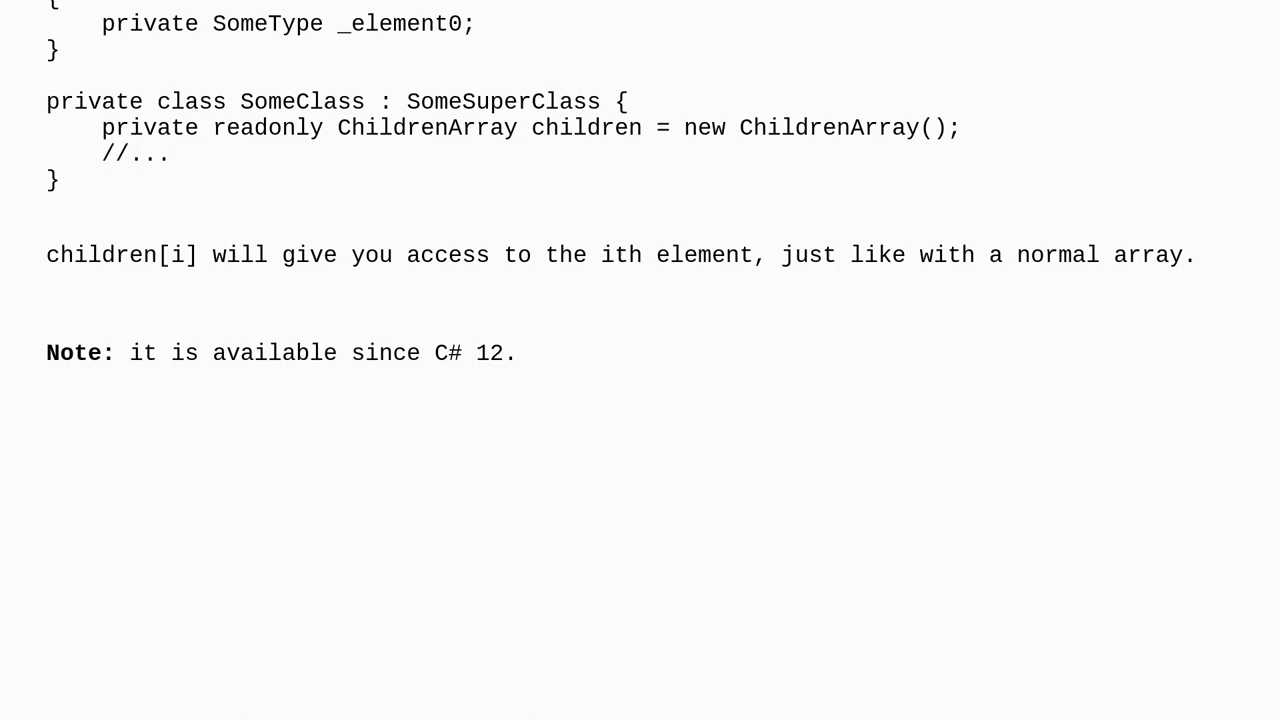 {
    private SomeType _element0;
}
private class SomeClass : SomeSuperClass {
    private readonly ChildrenArray children = new ChildrenArray();
    //...
}
children[i] will give you access to the ith element, just like with a normal array.
Note: it is available since C# 12.